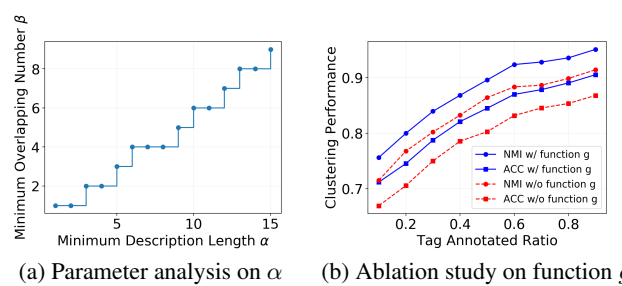 Minimum Overlapping Number β
8
6
4
2
5
10
15
Minimum Description Length α
(a) Parameter analysis on α
Clustering Performance
0.9
0.8
0.7
NMI w/ function g
ACC w/ function g
NMI w/o function g
ACC w/o function g
0.2
0.4
0.6
0.8
Tag Annotated Ratio
(b) Ablation study on function g